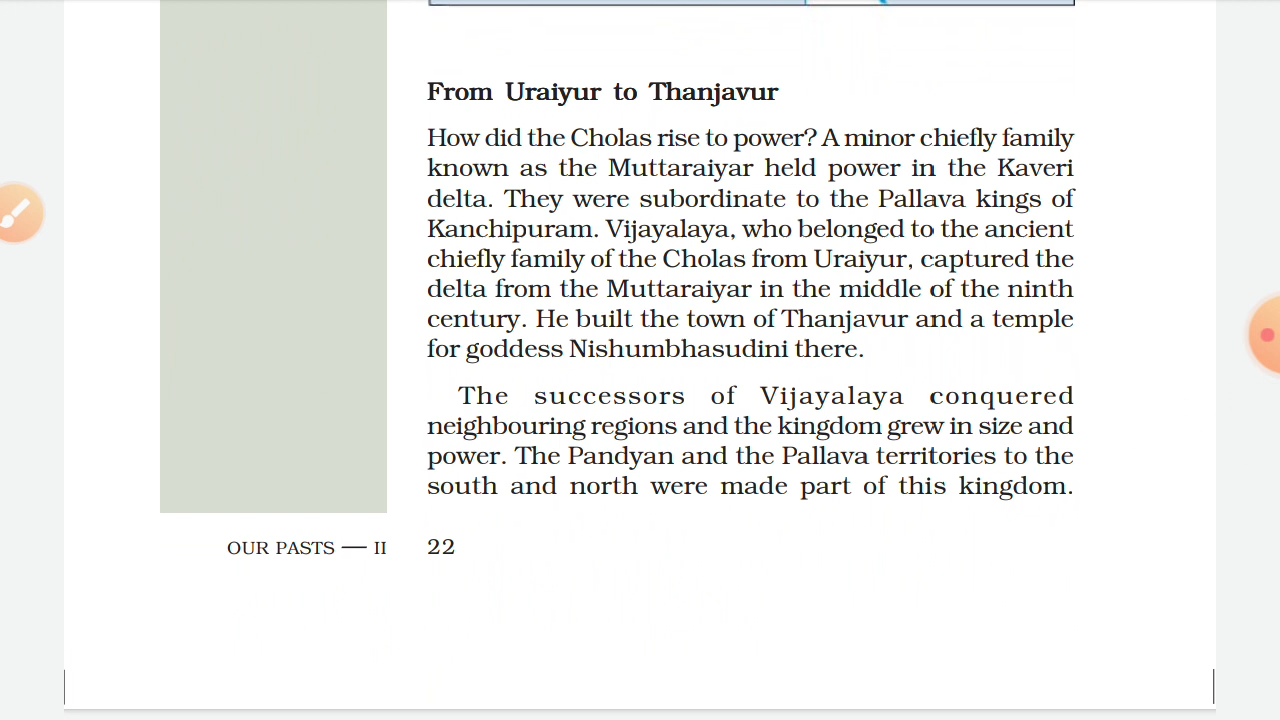 From Uraiyur to Thanjavur
How did the Cholas rise to power? A minor chiefly family
known as the Muttaraiyar held power in the Kaveri
delta. They were subordinate to the Pallava kings of
Kanchipuram. Vijayalaya, who belonged to the ancient
chiefly family of the Cholas from Uraiyur, captured the
delta from the Muttaraiyar in the middle of the ninth
century. He built the town of Thanjavur and a temple
for goddess Nishumbhasudini there.
The successors of Vijayalaya conquered
neighbouring regions and the kingdom grew in size and
power. The Pandyan and the Pallava territories to the
south and north were made part of this kingdom.
OUR PASTS — II 22